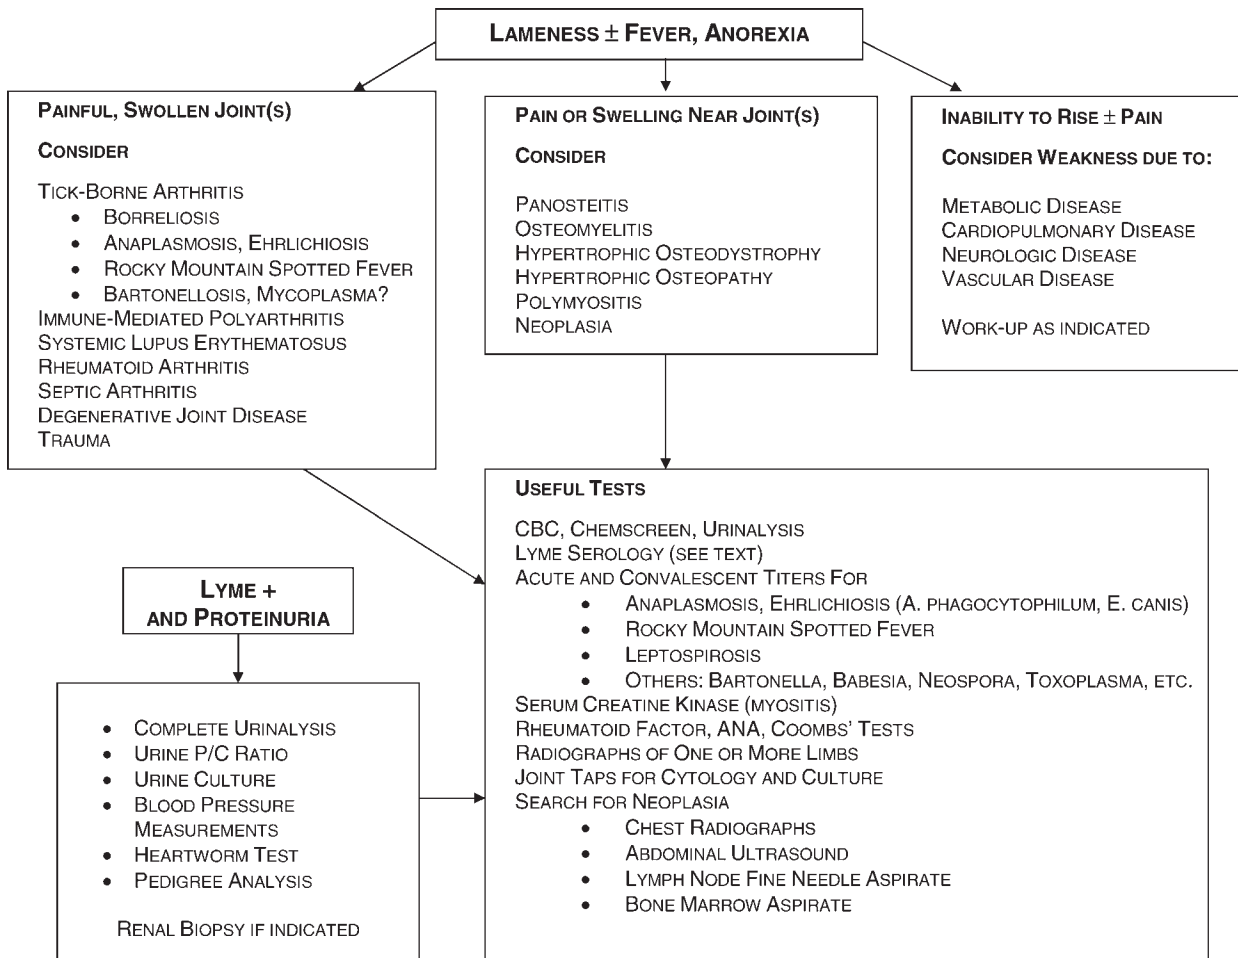 LAMENESS ± FEVER, ANOREXIA
PAINFUL, SWOLLEN JOINT(S)
CONSIDER
TICK-BORNE ARTHRITIS
• BORRELIOSIS
• ANAPLASMOSIS, EHRLICHIOSIS
• ROCKY MOUNTAIN SPOTTED FEVER
• BARTONELLOSIS, MYCOPLASMA?
IMMUNE-MEDIATED POLYARTHRITIS
SYSTEMIC LUPUS ERYTHEMATOSUS
RHEUMATOID ARTHRITIS
SEPTIC ARTHRITIS
DEGENERATIVE JOINT DISEASE
TRAUMA
PAIN OR SWELLING NEAR JOINT(S)
CONSIDER
PANOSTEITIS
OSTEOMYELITIS
HYPERTROPHIC OSTEODYSTROPHY
HYPERTROPHIC OSTEOPATHY
POLYMYOSITIS
NEOPLASIA
INABILITY TO RISE ± PAIN
CONSIDER WEAKNESS DUE TO:
METABOLIC DISEASE
CARDIOPULMONARY DISEASE
NEUROLOGIC DISEASE
VASCULAR DISEASE
WORK-UP AS INDICATED
LYME +
AND PROTEINURIA
• COMPLETE URINALYSIS
• URINE P/C RATIO
• URINE CULTURE
• BLOOD PRESSURE
MEASUREMENTS
• HEARTWORM TEST
• PEDIGREE ANALYSIS
RENAL BIOPSY IF INDICATED
USEFUL TESTS
CBC, CHEMSCREEN, URINALYSIS
LYME SEROLOGY (SEE TEXT)
ACUTE AND CONVALESCENT TITERS FOR
• ANAPLASMOSIS, EHRLICHIOSIS (A. PHAGOCYTOPHILUM, E. CANIS)
• ROCKY MOUNTAIN SPOTTED FEVER
• LEPTOSPIROSIS
• OTHERS: BARTONELLA, BABESIA, NEOSPORA, TOXOPLASMA, ETC.
SERUM CREATINE KINASE (MYOSITIS)
RHEUMATOID FACTOR, ANA, COOMBS' TESTS
RADIOGRAPHS OF ONE OR MORE LIMBS
JOINT TAPS FOR CYTOLOGY AND CULTURE
SEARCH FOR NEOPLASIA
• CHEST RADIOGRAPHS
• ABDOMINAL ULTRASOUND
• LYMPH NODE FINE NEEDLE ASPIRATE
• BONE MARROW ASPIRATE